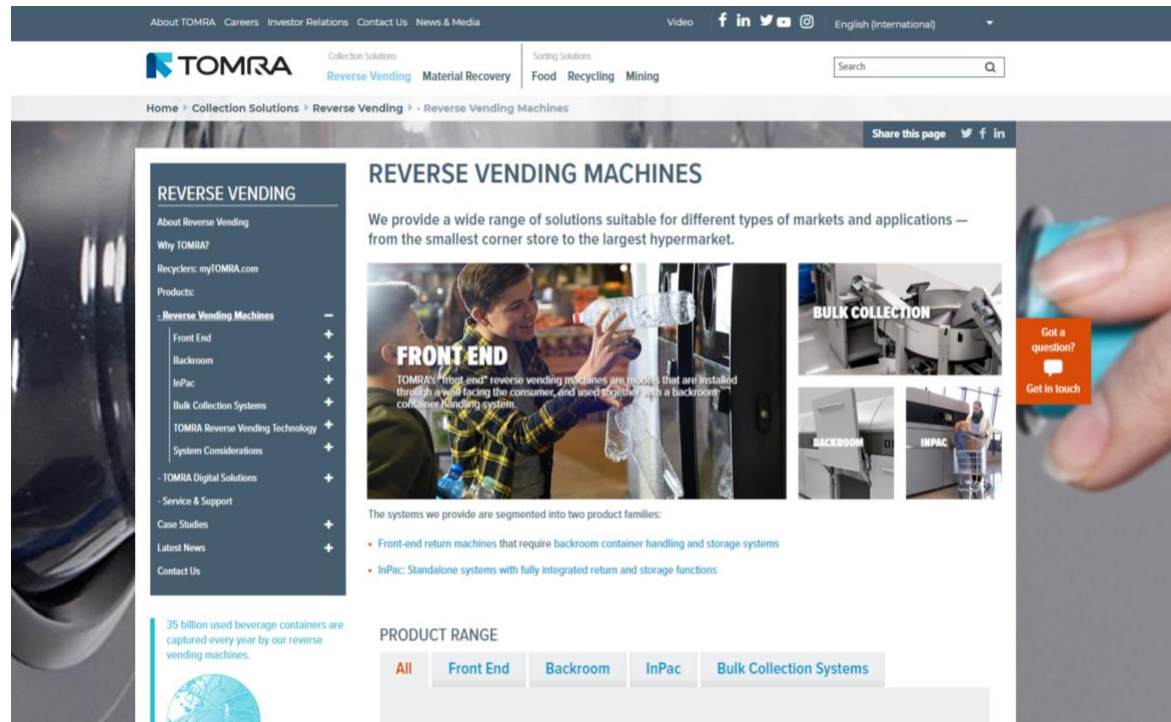 About TOMRA Careers Investor Relations Contact Us News & Media
Video
English (International)
TOMRA
Collection Solutions
Reverse Vending Material Recovery
Sorting Solutions
Food Recycling Mining
Search
Home > Collection Solutions > Reverse Vending > - Reverse Vending Machines
Share this page
REVERSE VENDING
About Reverse Vending
Why TOMRA?
Recyclers: myTOMRA.com
Products:
- Reverse Vending Machines −
Front End +
Backroom +
InPac +
Bulk Collection Systems +
TOMRA Reverse Vending Technology +
System Considerations +
- TOMRA Digital Solutions +
- Service & Support
Case Studies +
Latest News +
Contact Us
35 billion used beverage containers are
captured every year by our reverse
vending machines.
REVERSE VENDING MACHINES
We provide a wide range of solutions suitable for different types of markets and applications —
from the smallest corner store to the largest hypermarket.
FRONT END
TOMRA's "front end" reverse vending machines are models that are installed
through a wall facing the consumer, and used together with a backroom
container handling system.
BULK COLLECTION
BACKROOM
INPAC
The systems we provide are segmented into two product families:
• Front-end return machines that require backroom container handling and storage systems
• InPac: Standalone systems with fully integrated return and storage functions
PRODUCT RANGE
All Front End Backroom InPac Bulk Collection Systems
Got a
question?
Get in touch